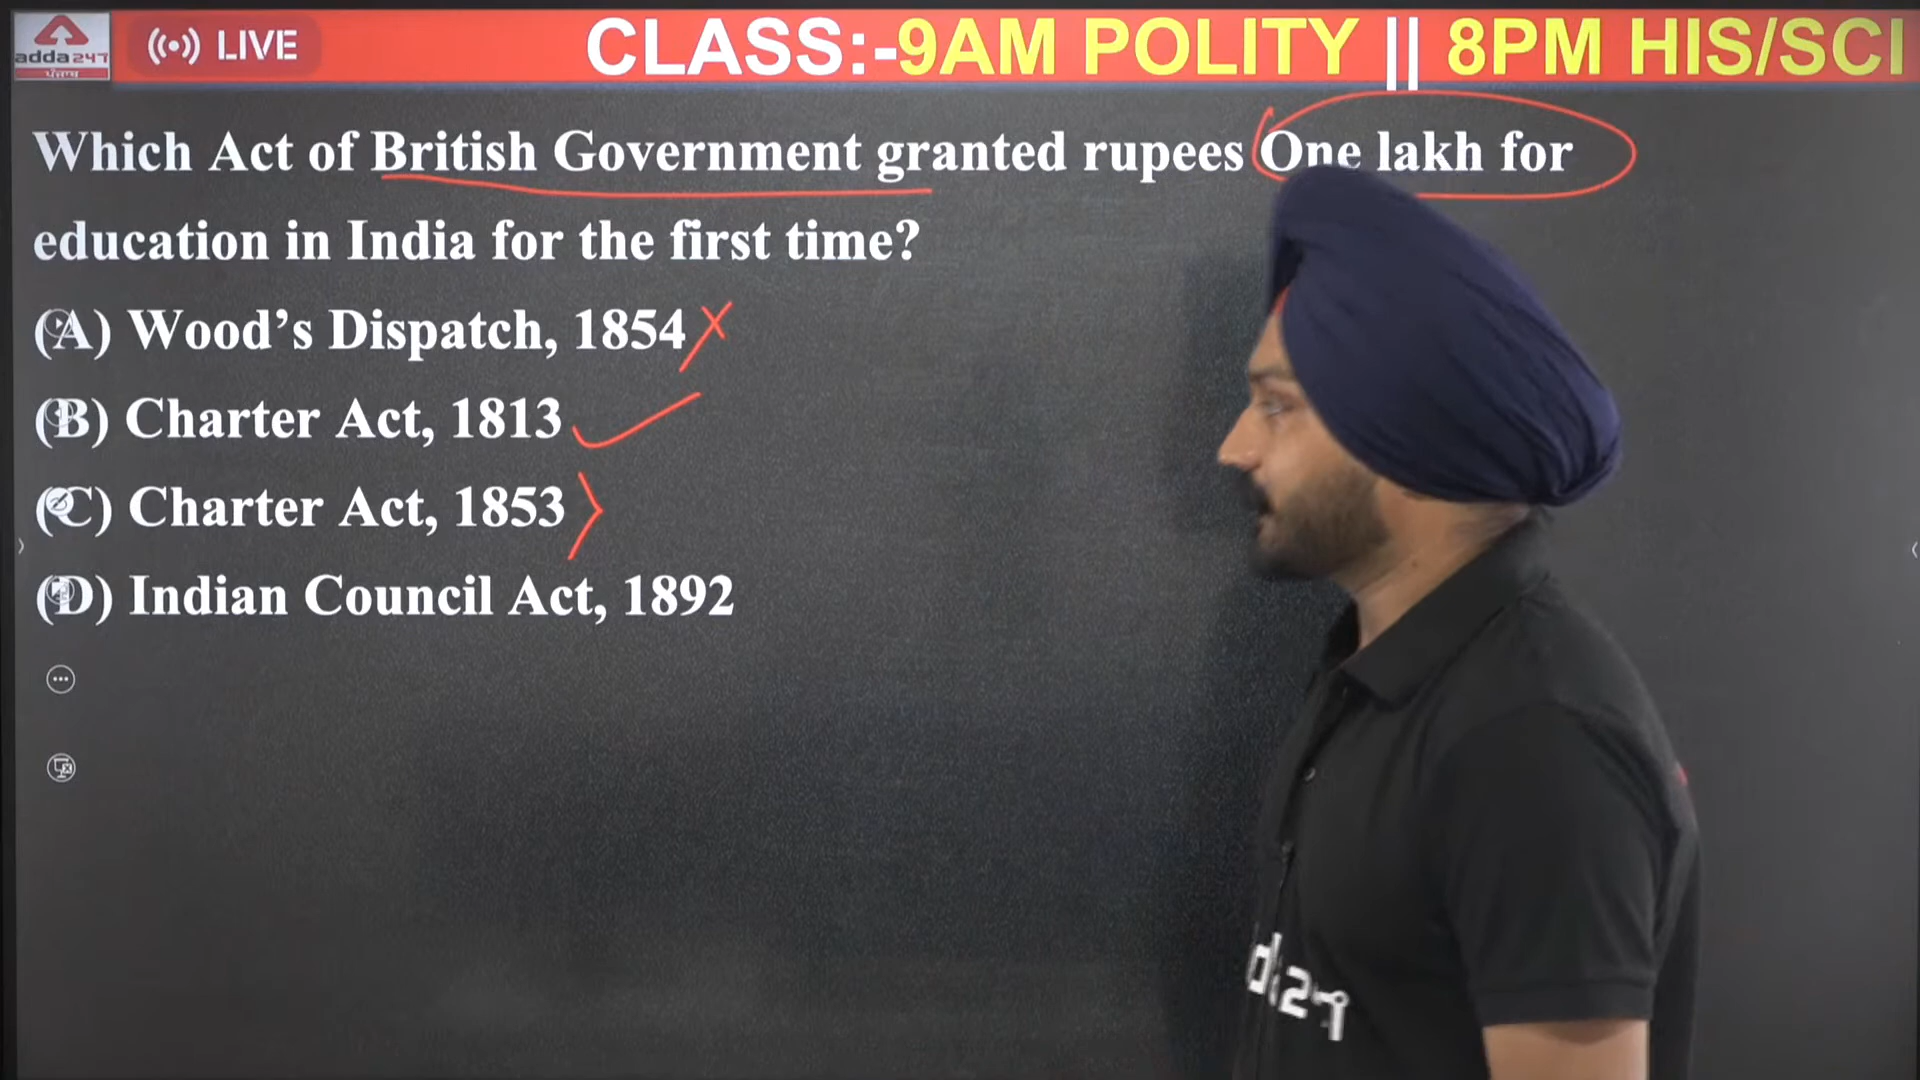 adda247
ਪੰਜਾਬ
LIVE
CLASS:-9AM POLITY || 8PM HIS/SCI
Which Act of British Government granted rupees One lakh for
education in India for the first time?
(A) Wood’s Dispatch, 1854
(B) Charter Act, 1813
(C) Charter Act, 1853
(D) Indian Council Act, 1892